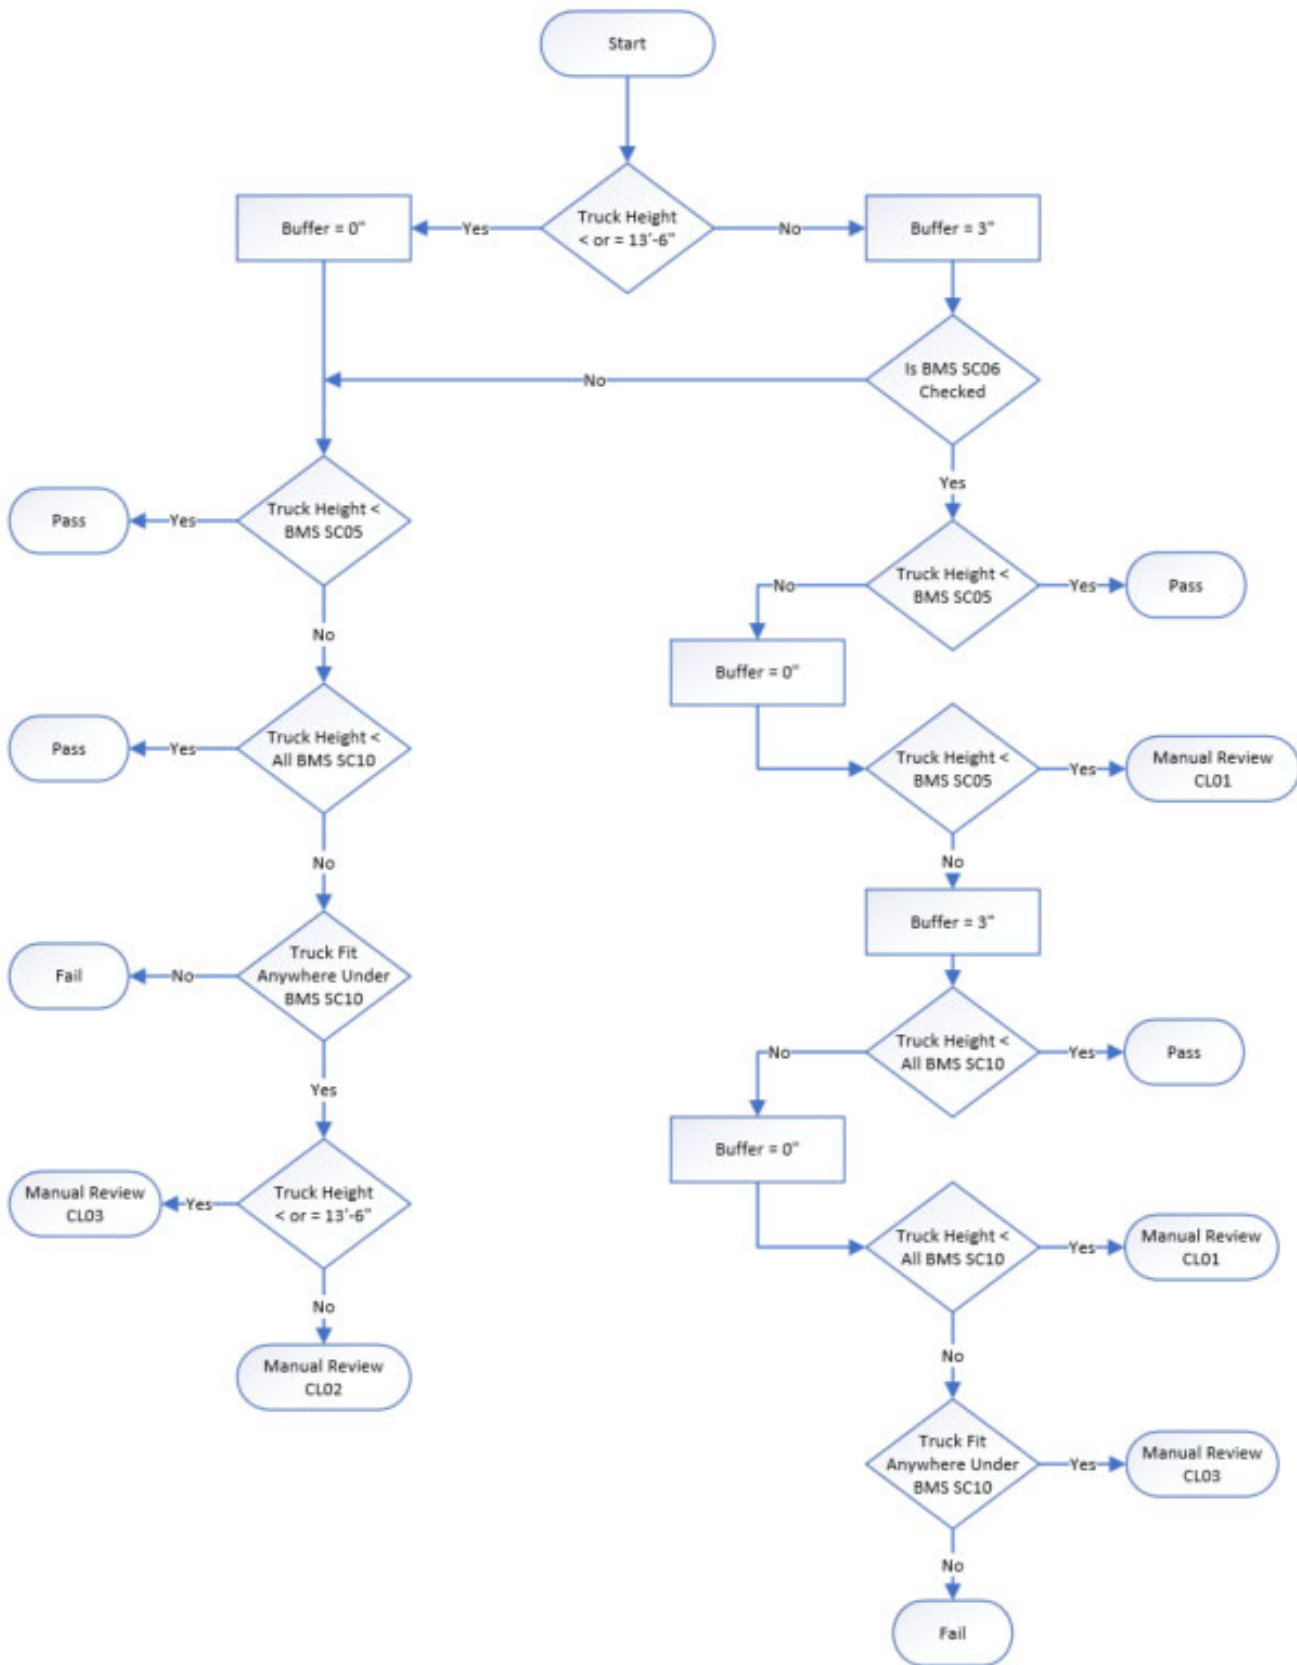 Start
Truck Height
< or = 13'-6"
Yes
Buffer = 0"
No
Buffer = 3"
Is BMS SC06
Checked
No
Yes
Truck Height <
BMS SC05
Yes
Pass
No
Truck Height <
All BMS SC10
Yes
Pass
No
Truck Fit
Anywhere Under
BMS SC10
No
Fail
Yes
Truck Height
< or = 13'-6"
Yes
Manual Review
CL03
No
Manual Review
CL02
Truck Height <
BMS SC05
Yes
Pass
No
Buffer = 0"
Truck Height <
BMS SC05
Yes
Manual Review
CL01
No
Buffer = 3"
Truck Height <
All BMS SC10
Yes
Pass
No
Buffer = 0"
Truck Height <
All BMS SC10
Yes
Manual Review
CL01
No
Truck Fit
Anywhere Under
BMS SC10
Yes
Manual Review
CL03
No
Fail